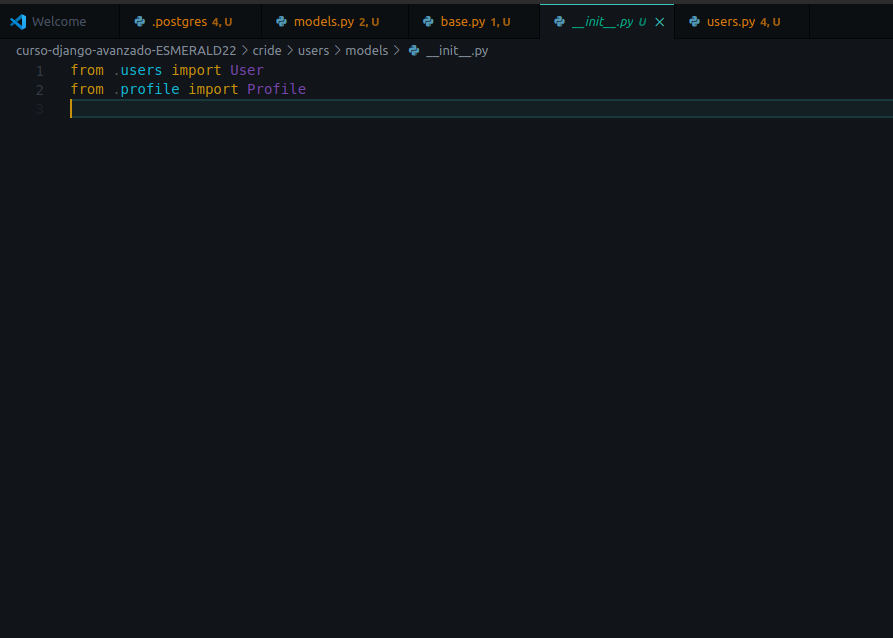 Welcome .postgres 4, U models.py 2, U base.py 1, U __init__.py U users.py 4, U
curso-django-avanzado-ESMERALD22 > cride > users > models > __init__.py
1 from .users import User
2 from .profile import Profile
3